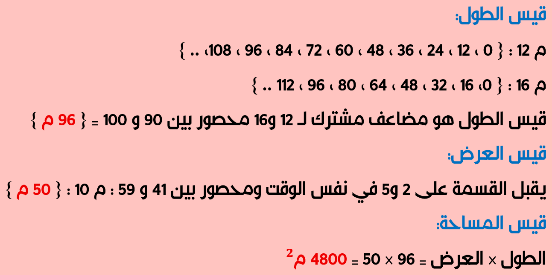 قيس الطول:
م 12 : { 0 ، 12 ، 24 ، 36 ، 48 ، 60 ، 72 ، 84 ، 96 ، 108، .. }
م 16 : { 0، 16 ، 32 ، 48 ، 64 ، 80 ، 96 ، 112 .. }
قيس الطول هو مضاعف مشترك لـ 12 و16 محصور بين 90 و 100 = { 96 م }
قيس العرض:
يقبل القسمة على 2 و5 في نفس الوقت ومحصور بين 41 و 59 : م 10 : { 50 م }
قيس المساحة:
الطول × العرض = 96 × 50 = 4800 م²